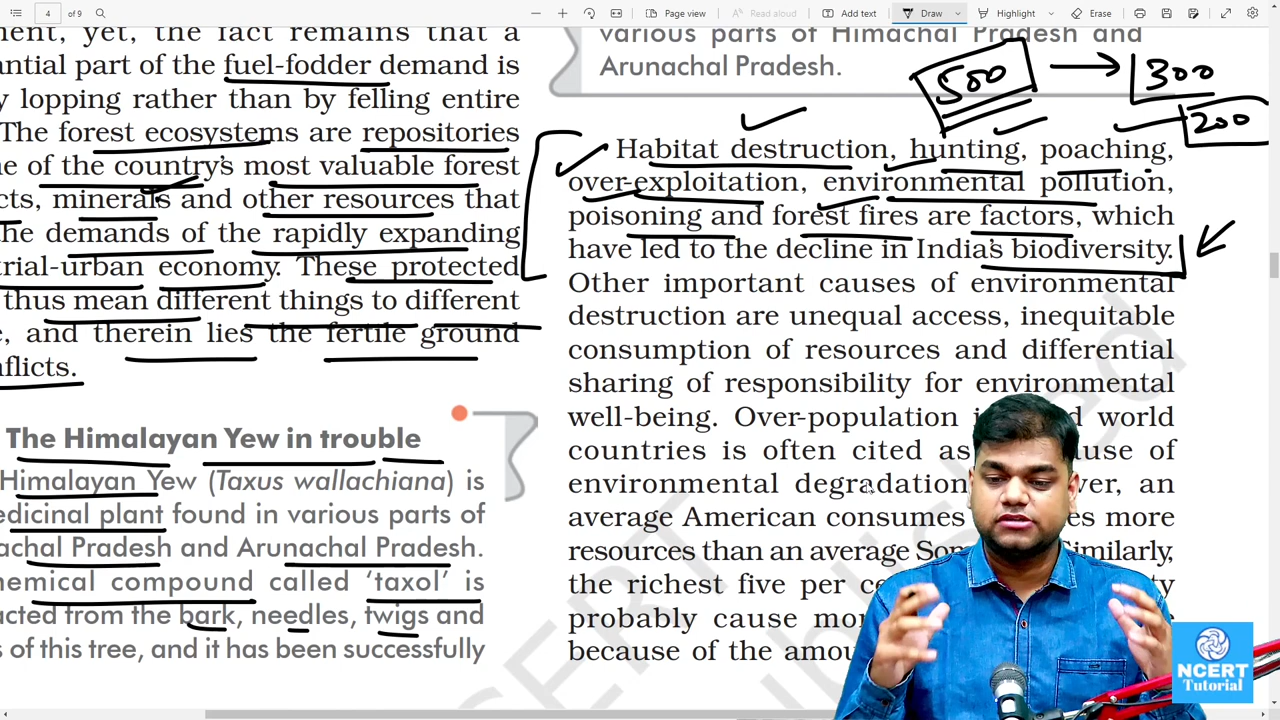 4 of 9 Page view Read aloud Add text Draw Highlight Erase
ment, yet, the fact remains that a
antial part of the fuel-fodder demand is
y lopping rather than by felling entire
The forest ecosystems are repositories
e of the country's most valuable forest
cts, minerals and other resources that
he demands of the rapidly expanding
trial-urban economy. These protected
thus mean different things to different
e, and therein lies the fertile ground
nflicts.
The Himalayan Yew in trouble
Himalayan Yew (Taxus wallachiana) is
edicinal plant found in various parts of
achal Pradesh and Arunachal Pradesh.
hemical compound called 'taxol' is
acted from the bark, needles, twigs and
s of this tree, and it has been successfully
various parts of Himachal Pradesh and
Arunachal Pradesh.
500 300
200
Habitat destruction, hunting, poaching,
over-exploitation, environmental pollution,
poisoning and forest fires are factors, which
have led to the decline in India's biodiversity.
Other important causes of environmental
destruction are unequal access, inequitable
consumption of resources and differential
sharing of responsibility for environmental
well-being. Over-population i d world
countries is often cited as use of
environmental degradation ver, an
average American consumes es more
resources than an average So Similarly,
the richest five per ce ty
probably cause mo e
because of the amou
NCERT
Tutorial